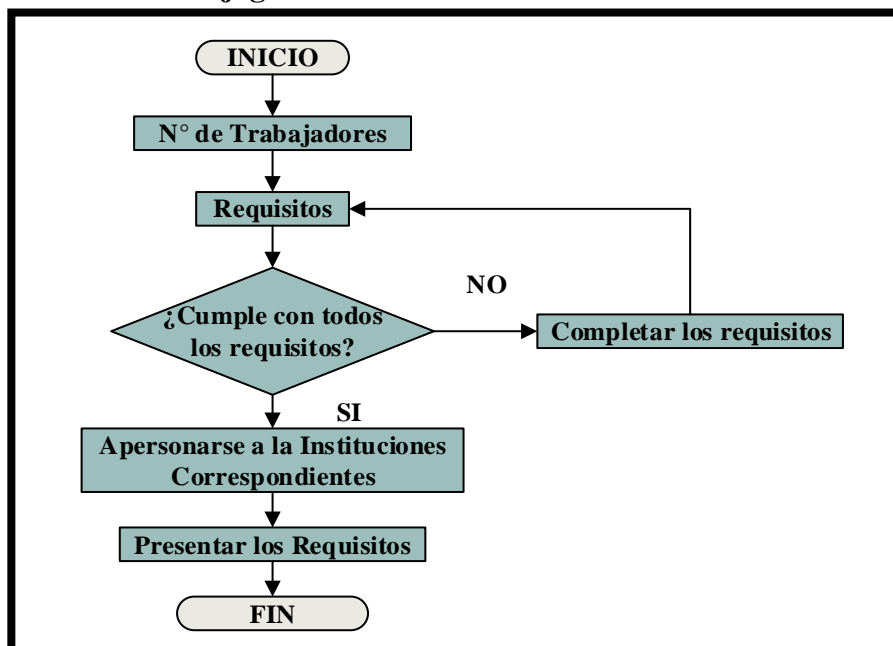 INICIO
N° de Trabajadores
Requisitos
NO
¿Cumple con todos
los requisitos?
Completar los requisitos
SI
Apersonarse a la Instituciones
Correspondientes
Presentar los Requisitos
FIN